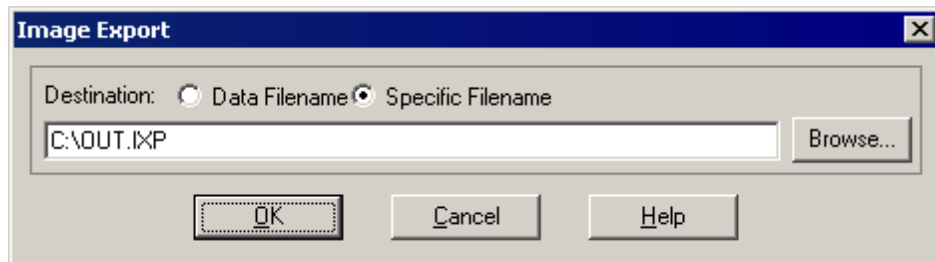 Image Export
Destination: Data Filename Specific Filename
C:\OUT.IXP Browse...
OK Cancel Help